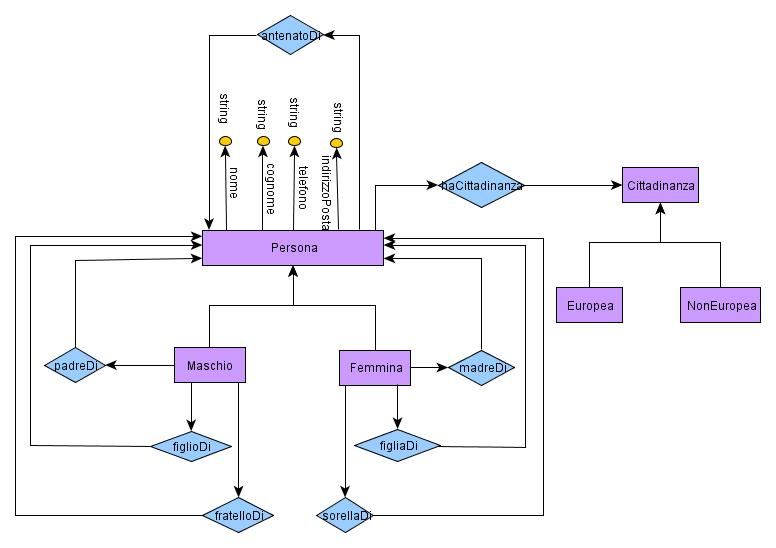 antenatoDi
string
string
string
string
nome
cognome
telefono
indirizzoPosta
haCittadinanza
Cittadinanza
Persona
Europea
NonEuropea
padreDi
Maschio
Femmina
madreDi
figlioDi
figliaDi
fratelloDi
sorellaDi